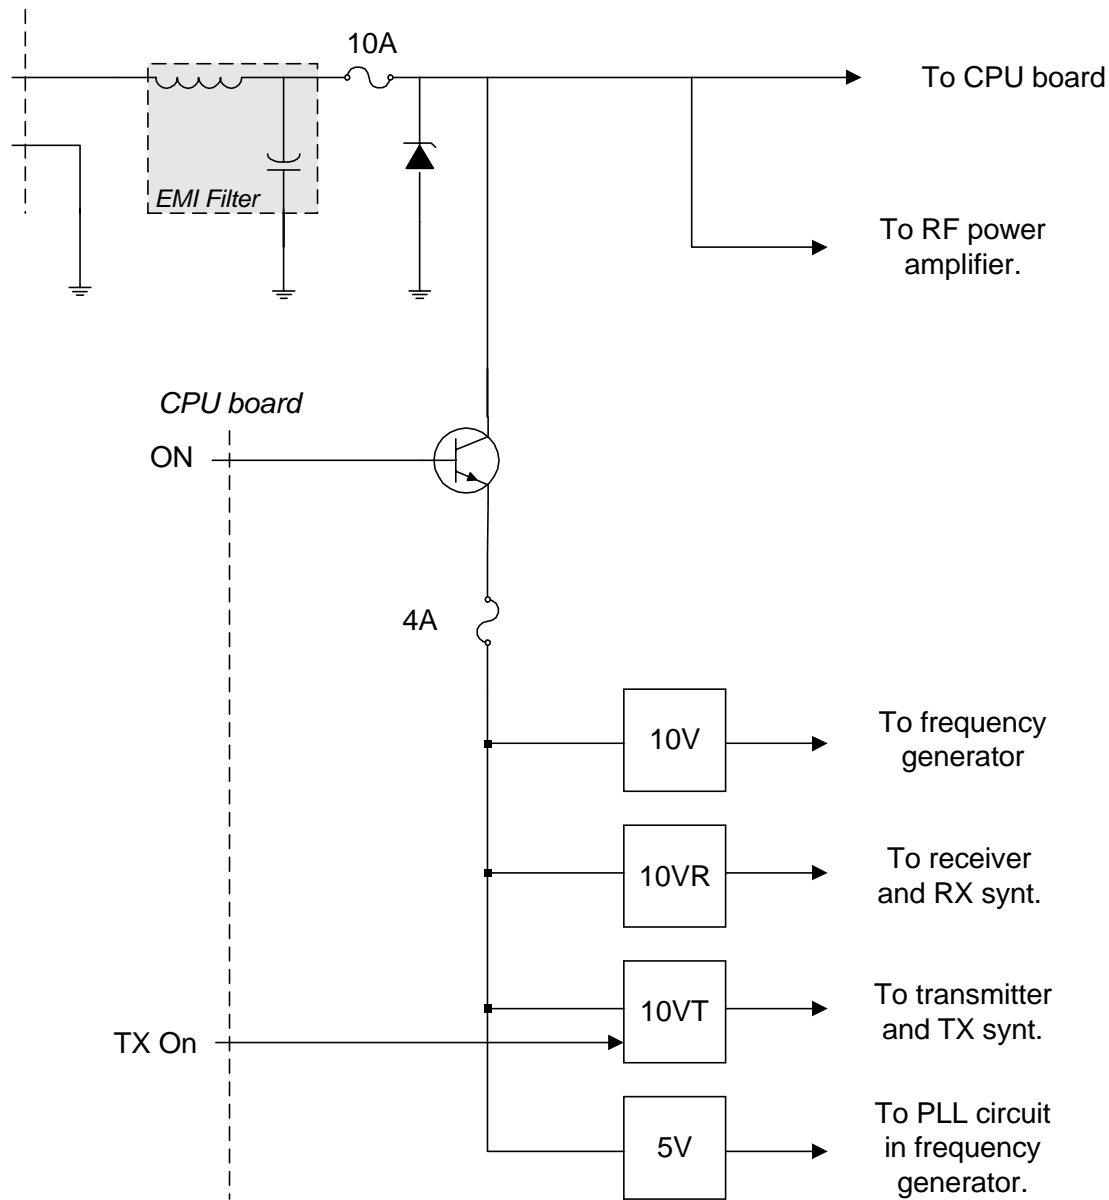 10A
To CPU board
EMI Filter
To RF power
amplifier.
CPU board
ON
4A
10V
To frequency
generator
10VR
To receiver
and RX synt.
10VT
To transmitter
and TX synt.
TX On
5V
To PLL circuit
in frequency
generator.